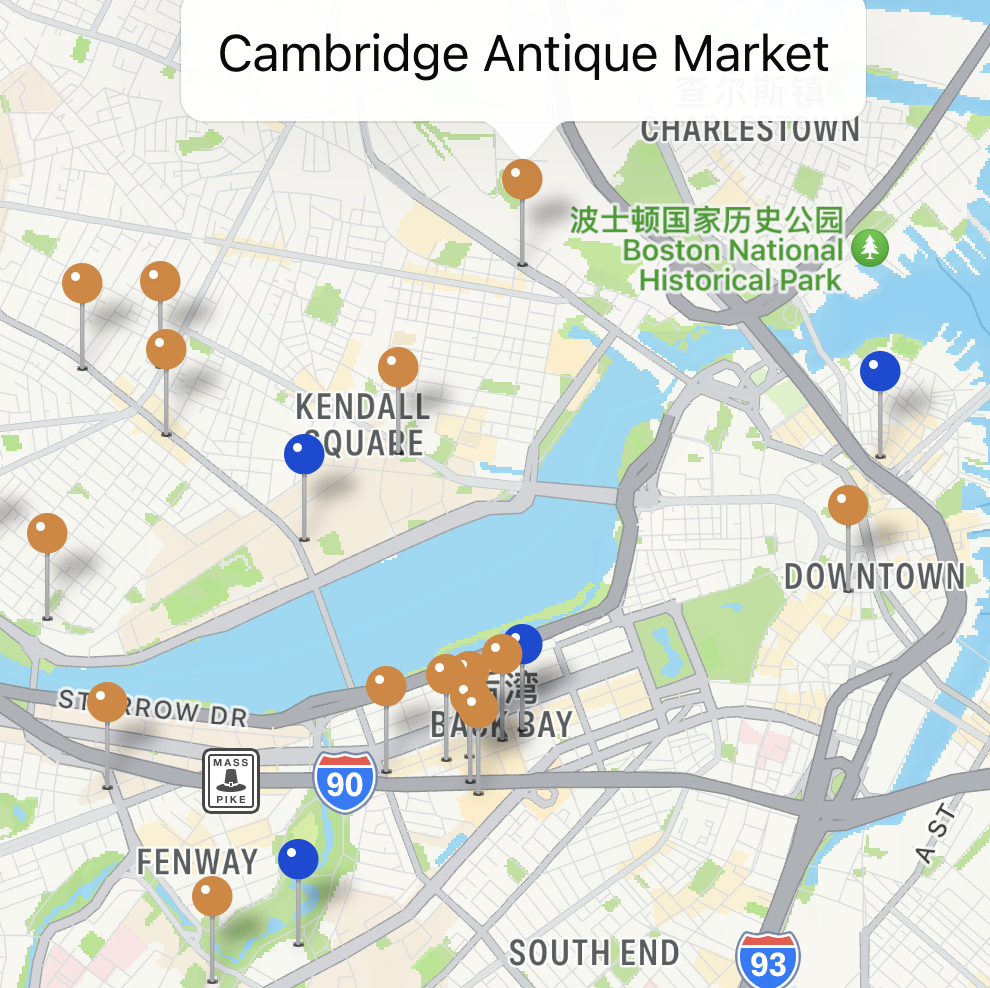 Cambridge Antique Market
查尔斯镇
CHARLESTOWN
波士顿国家历史公园
Boston National
Historical Park
KENDALL
SQUARE
DOWNTOWN
湾
BACK BAY
STORROW DR
MASS
PIKE
90
A ST
FENWAY
SOUTH END
93